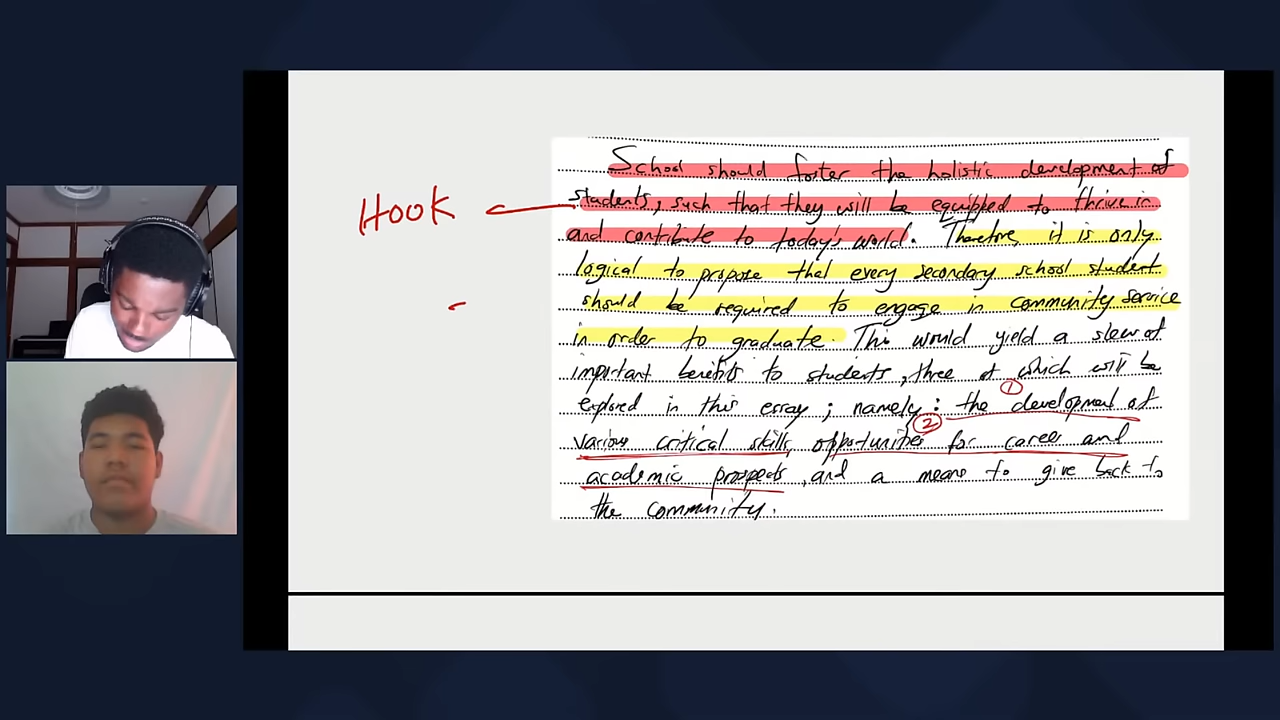 School should foster the holistic development of
students, such that they will be equipped to thrive in
and contribute to today's world. Therefore, it is only
logical to propose that every secondary school student
should be required to engage in community service
in order to graduate. This would yield a slew of
important benefits to students, three of which will be
explored in this essay; namely: the development of
various critical skills, opportunities for career and
academic prospects, and a means to give back to
the community.
HOOK
1
2